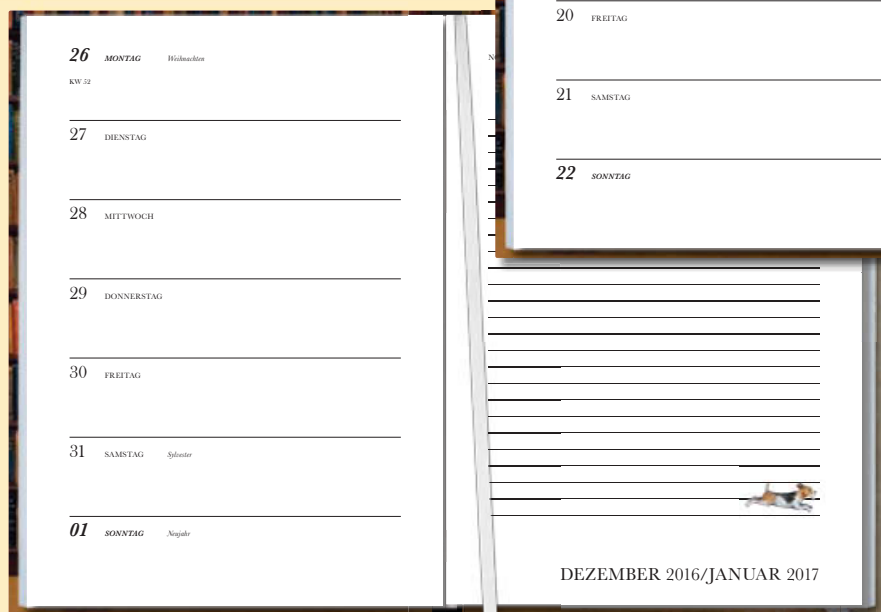 26 MONTAG Weihnachten
KW 52
27 DIENSTAG
28 MITTWOCH
29 DONNERSTAG
30 FREITAG
31 SAMSTAG Sylvester
01 SONNTAG Neujahr
20 FREITAG
21 SAMSTAG
22 SONNTAG
DEZEMBER 2016/JANUAR 2017